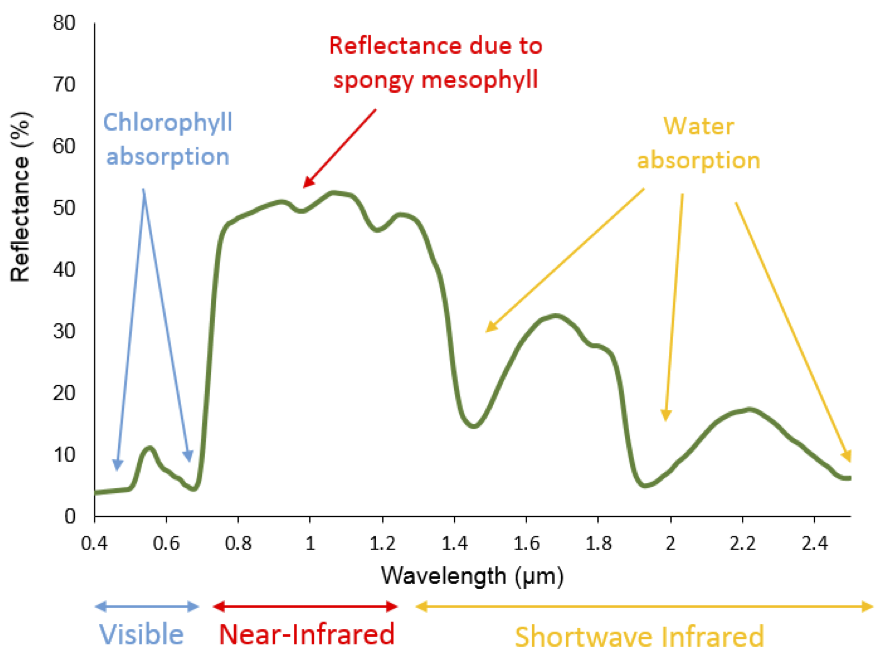 80
70
60
50
40
30
20
10
0
Reflectance (%)
Reflectance due to
spongy mesophyll
Chlorophyll
absorption
Water
absorption
0.4 0.6 0.8 1 1.2 1.4 1.6 1.8 2 2.2 2.4
Wavelength (μm)
Visible Near-Infrared Shortwave Infrared